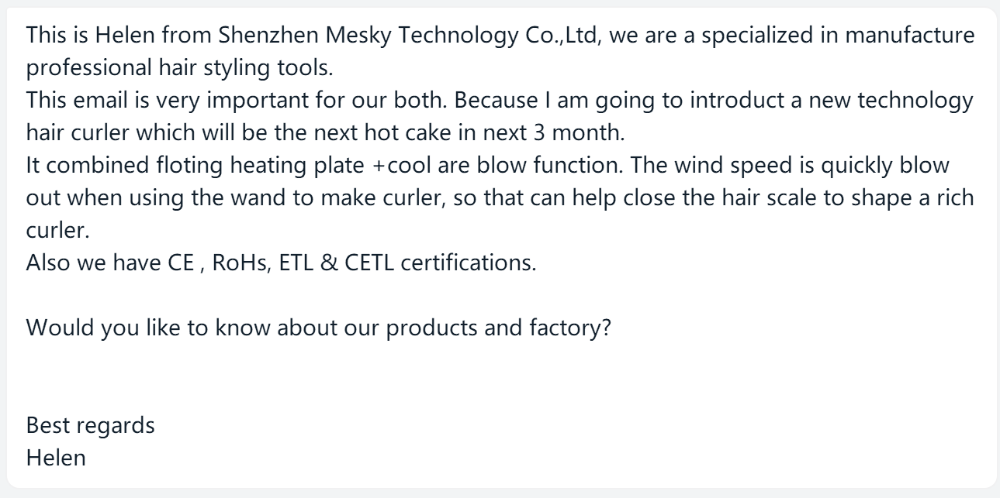 This is Helen from Shenzhen Mesky Technology Co.,Ltd, we are a specialized in manufacture
professional hair styling tools.
This email is very important for our both. Because I am going to introduct a new technology
hair curler which will be the next hot cake in next 3 month.
It combined floting heating plate +cool are blow function. The wind speed is quickly blow
out when using the wand to make curler, so that can help close the hair scale to shape a rich
curler.
Also we have CE , RoHs, ETL & CETL certifications.
Would you like to know about our products and factory?
Best regards
Helen